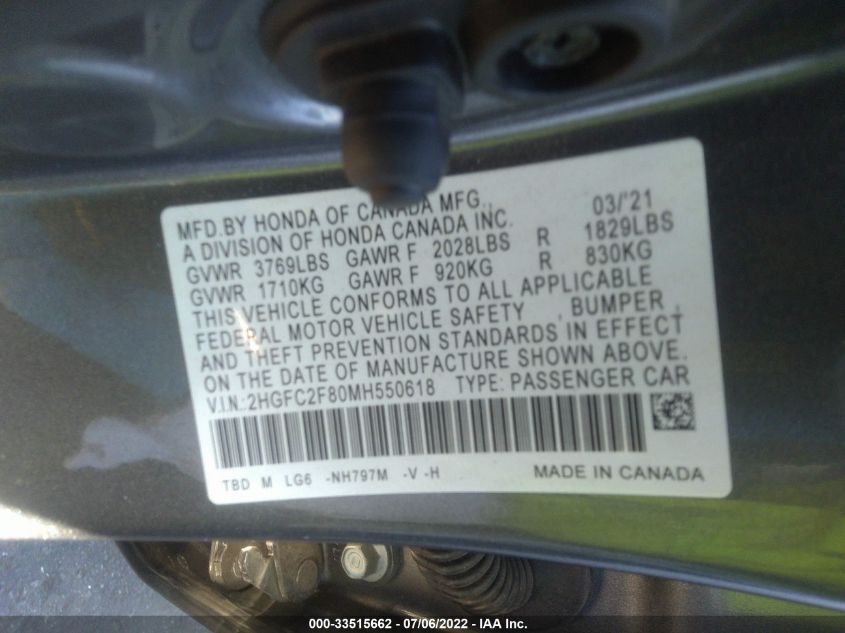 MFD.BY HONDA OF CANADA MFG., 03/'21
A DIVISION OF HONDA CANADA INC.
GVWR 3769LBS GAWR F 2028LBS R 1829LBS
GVWR 1710KG GAWR F 920KG R 830KG
THIS VEHICLE CONFORMS TO ALL APPLICABLE
FEDERAL MOTOR VEHICLE SAFETY, BUMPER,
AND THEFT PREVENTION STANDARDS IN EFFECT
ON THE DATE OF MANUFACTURE SHOWN ABOVE.
V.I.N.:2HGFC2F80MH550618 TYPE: PASSENGER CAR
TBD M LG6 -NH797M -V -H MADE IN CANADA
000-33515662 - 07/06/2022 - IAA Inc.